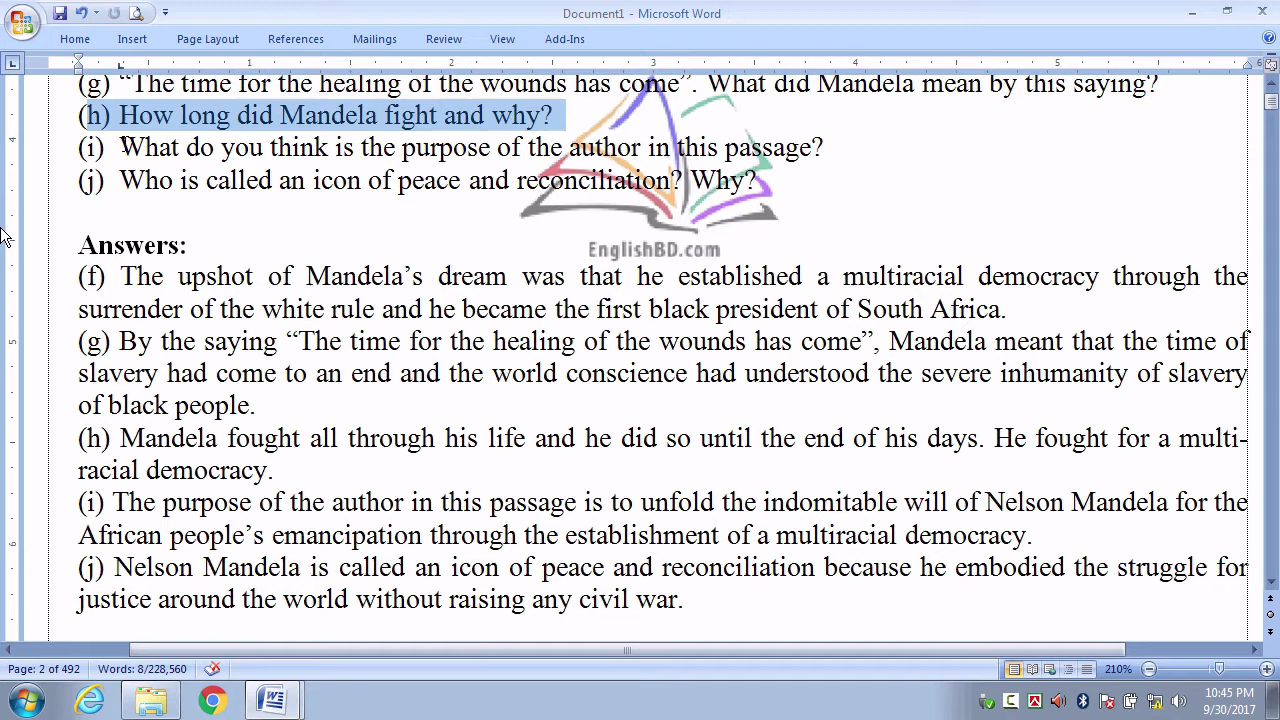 Document1 - Microsoft Word
Home Insert Page Layout References Mailings Review View Add-Ins
1 2 3 4 5 6
(g) “The time for the healing of the wounds has come”. What did Mandela mean by this saying?
(h) How long did Mandela fight and why?
(i) What do you think is the purpose of the author in this passage?
(j) Who is called an icon of peace and reconciliation? Why?
EnglishBD.com
Answers:
(f) The upshot of Mandela’s dream was that he established a multiracial democracy through the
surrender of the white rule and he became the first black president of South Africa.
(g) By the saying “The time for the healing of the wounds has come”, Mandela meant that the time of
slavery had come to an end and the world conscience had understood the severe inhumanity of slavery
of black people.
(h) Mandela fought all through his life and he did so until the end of his days. He fought for a multi-
racial democracy.
(i) The purpose of the author in this passage is to unfold the indomitable will of Nelson Mandela for the
African people’s emancipation through the establishment of a multiracial democracy.
(j) Nelson Mandela is called an icon of peace and reconciliation because he embodied the struggle for
justice around the world without raising any civil war.
4
5
6
Page: 2 of 492 Words: 8/228,560 210%
10:45 PM
9/30/2017